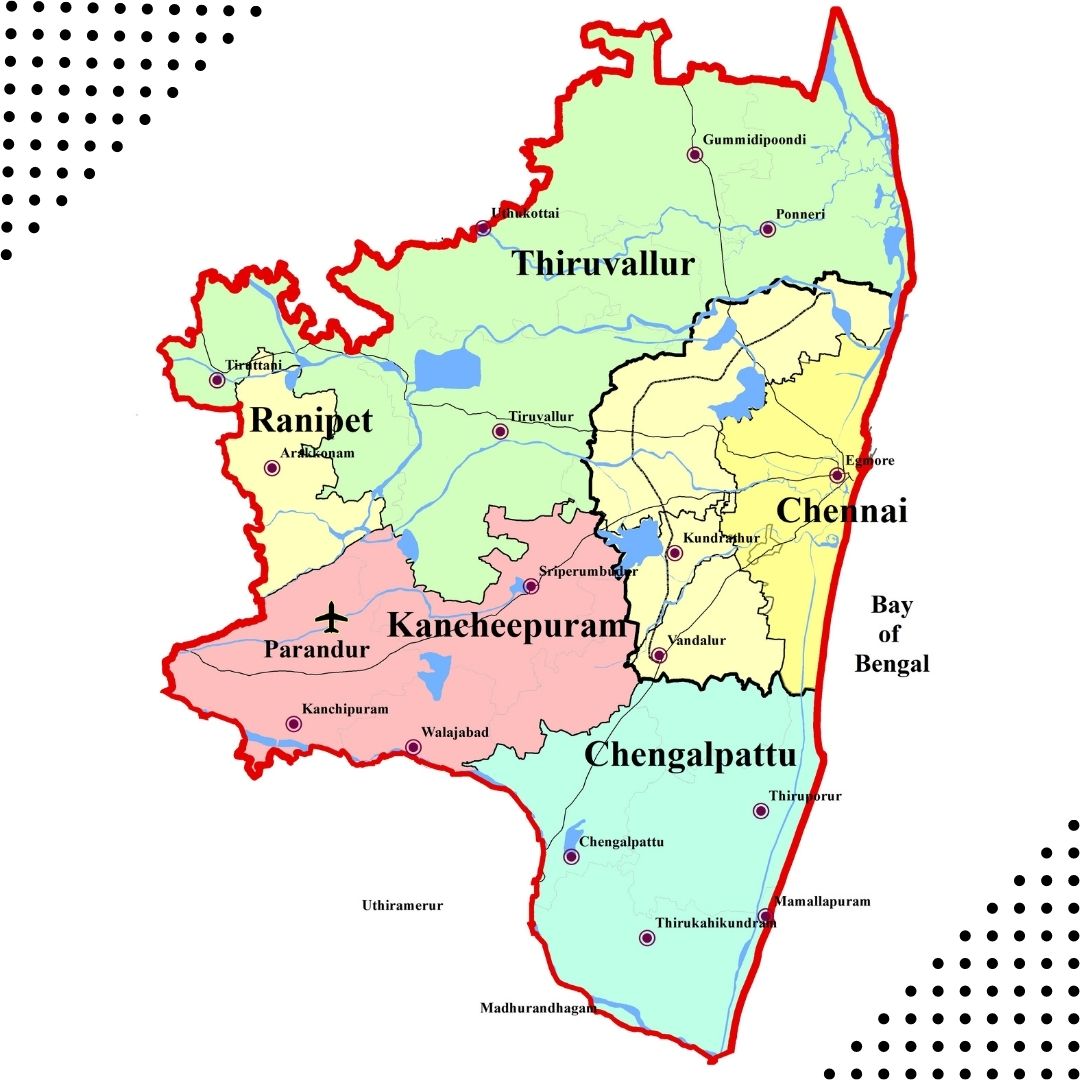 Gummidipoondi
Uthukottai
Ponneri
Thiruvallur
Tiruttani
Ranipet
Tiruvallur
Arakkonam
Egmore
Chennai
Kundrathur
Sriperumbudur
Bay
of
Bengal
Kancheepuram
Parandur
Vandalur
Kanchipuram
Walajabad
Chengalpattu
Thiruporur
Chengalpattu
Uthiramerur
Mamallapuram
Thirukahikundram
Madhurandhagam